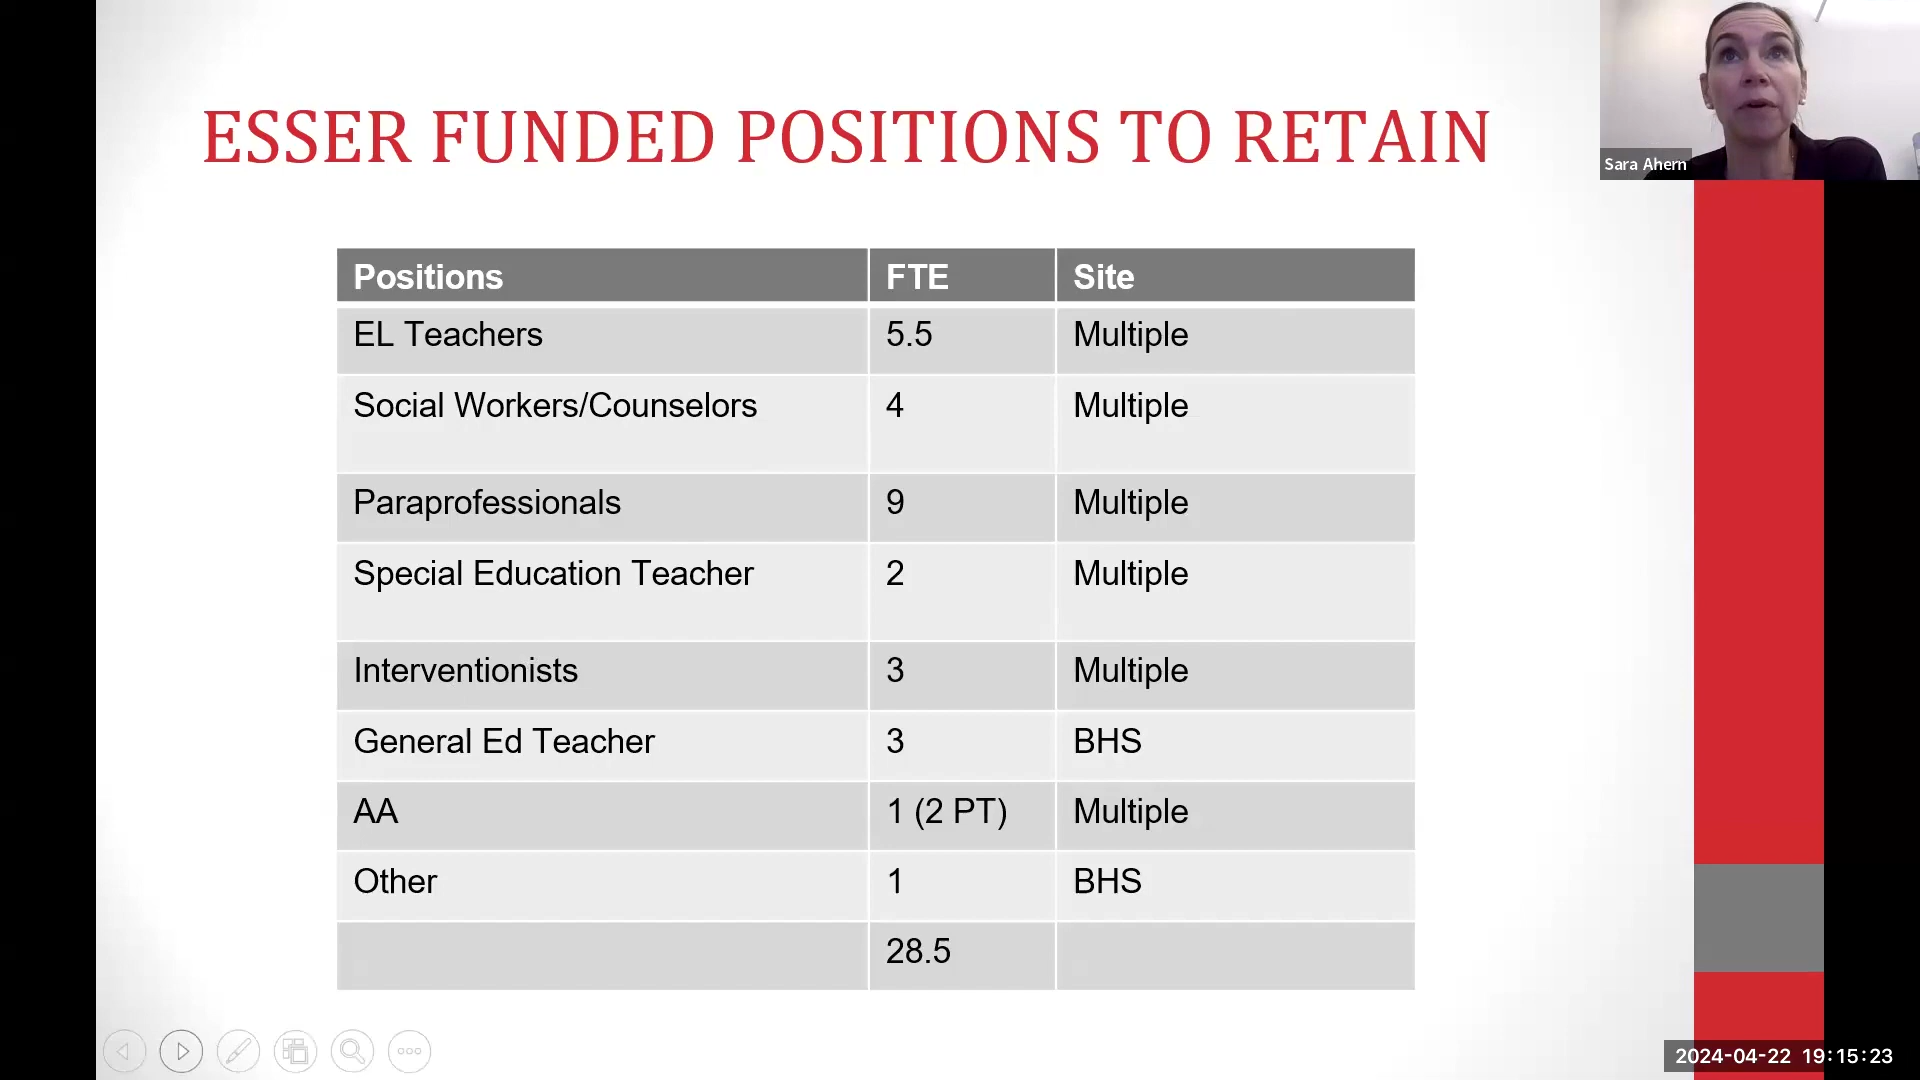 ESSER FUNDED POSITIONS TO RETAIN
Sara Ahern
Positions FTE Site
EL Teachers 5.5 Multiple
Social Workers/Counselors 4 Multiple
Paraprofessionals 9 Multiple
Special Education Teacher 2 Multiple
Interventionists 3 Multiple
General Ed Teacher 3 BHS
AA 1 (2 PT) Multiple
Other 1 BHS
28.5
2024-04-22 19:15:23